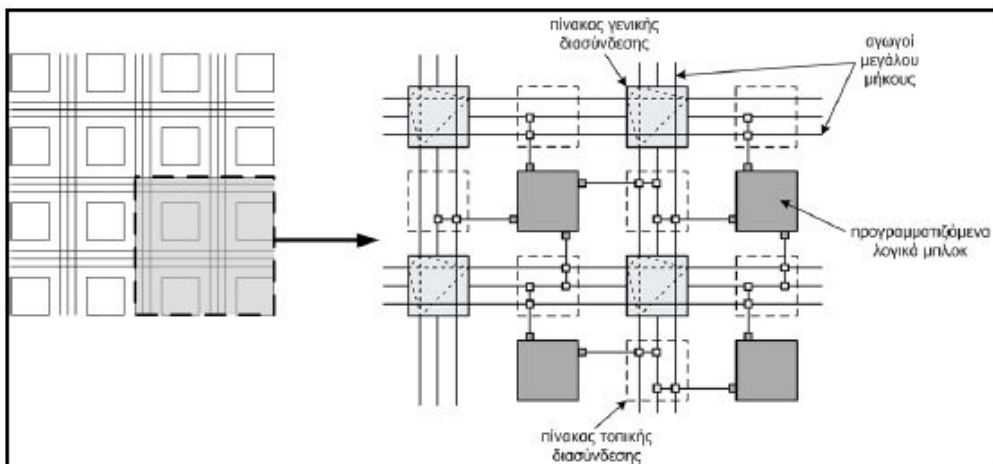 πίνακας γενικής
διασύνδεσης
αγωγοί
μεγάλου
μήκους
προγραμματιζόμενα
λογικά μπλοκ
πίνακας τοπικής
διασύνδεσης